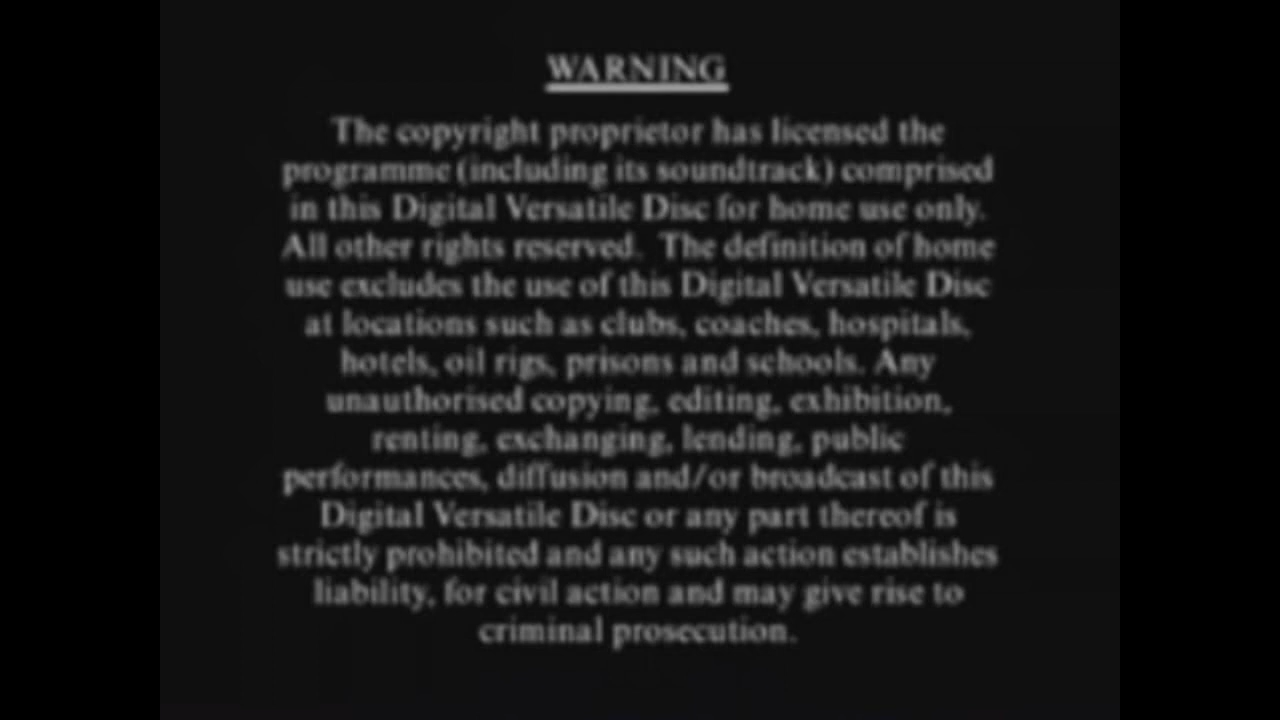 WARNING
The copyright proprietor has licensed the
programme (including its soundtrack) comprised
in this Digital Versatile Disc for home use only.
All other rights reserved.  The definition of home
use excludes the use of this Digital Versatile Disc
at locations such as clubs, coaches, hospitals,
hotels, oil rigs, prisons and schools. Any
unauthorised copying, editing, exhibition,
renting, exchanging, lending, public
performances, diffusion and/or broadcast of this
Digital Versatile Disc or any part thereof is
strictly prohibited and any such action establishes
liability, for civil action and may give rise to
criminal prosecution.